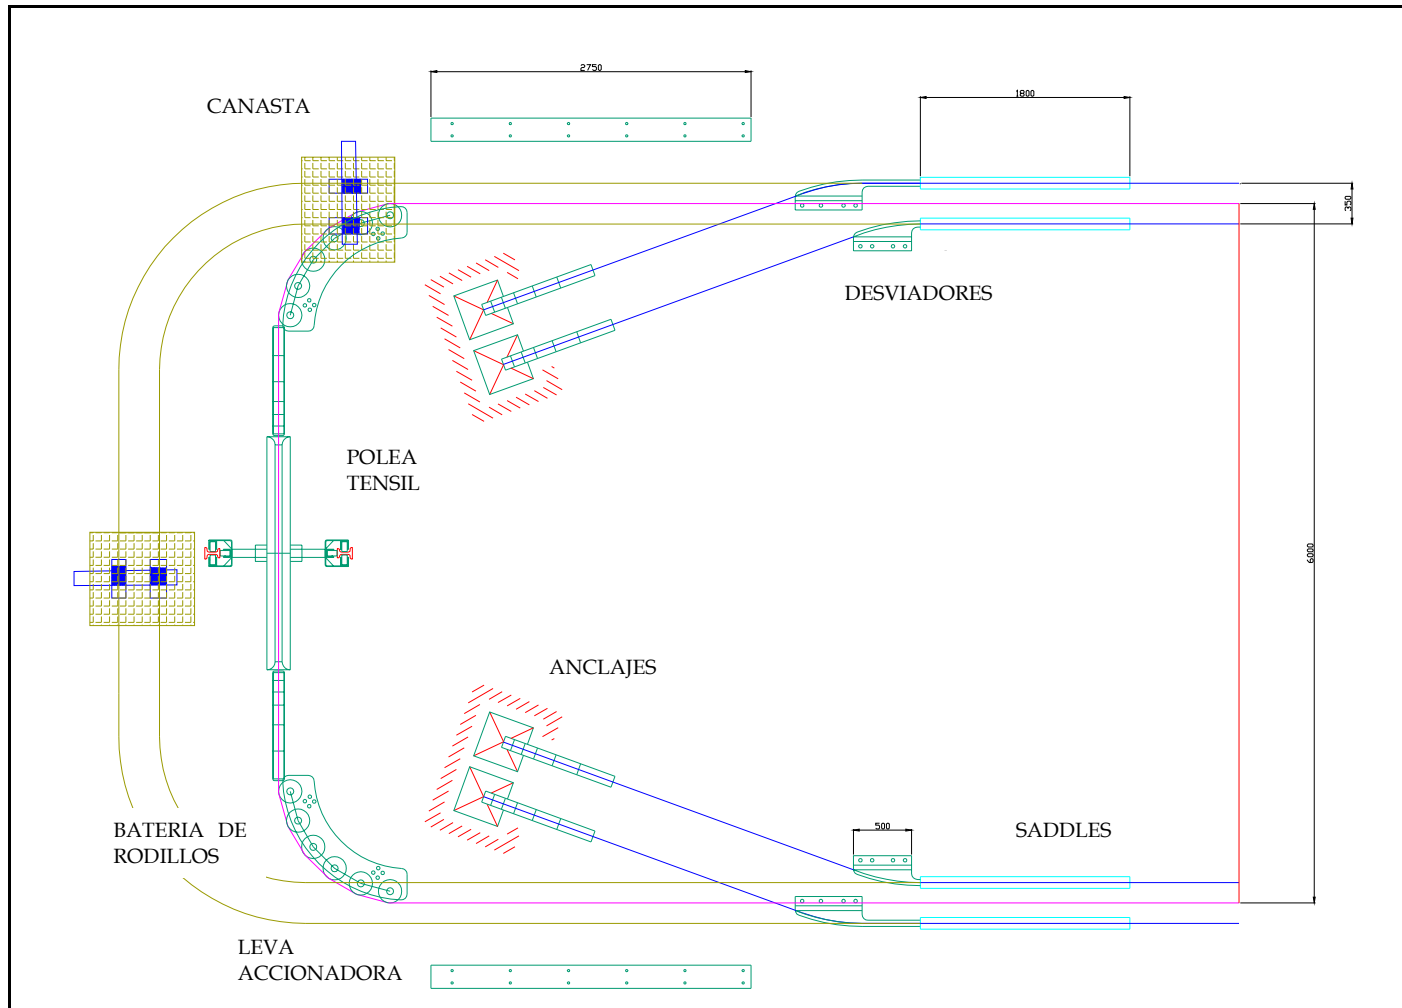 2750
1800
CANASTA
350
DESVIADORES
POLEA
TENSIL
6000
ANCLAJES
BATERIA DE
RODILLOS
500
SADDLES
LEVA
ACCIONADORA